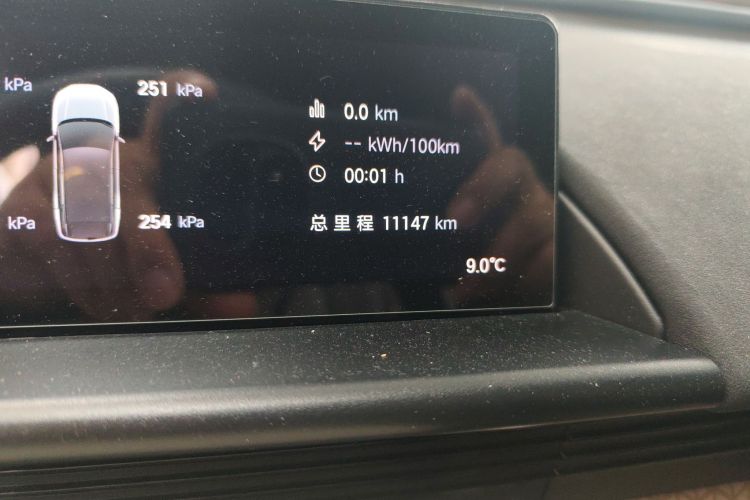 kPa
251 kPa
kPa
254 kPa
0.0 km
-- kWh/100km
00:01 h
总里程 11147 km
9.0℃